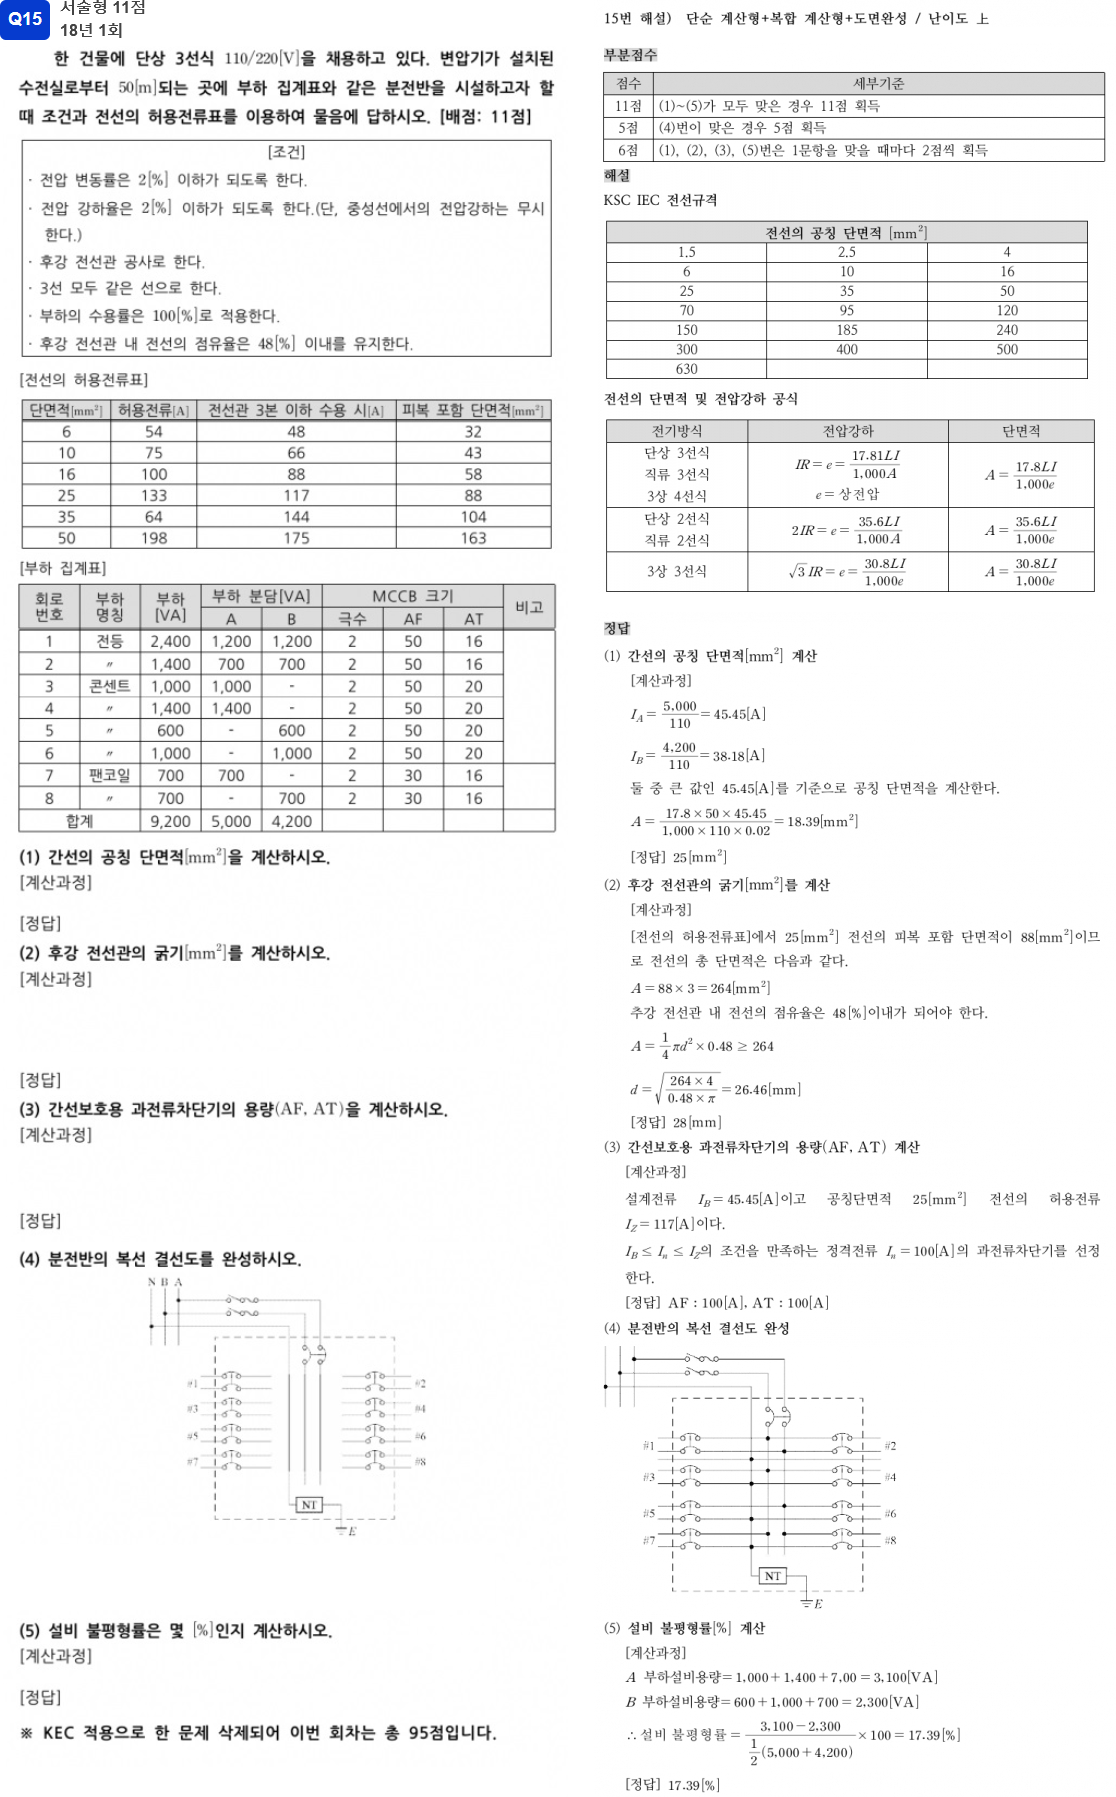 Q15
서술형 11점
18년 1회
한 건물에 단상 3선식 110/220[V]을 채용하고 있다. 변압기가 설치된
수전실로부터 50[m]되는 곳에 부하 집계표와 같은 분전반을 시설하고자 할
때 조건과 전선의 허용전류표를 이용하여 물음에 답하시오. [배점: 11점]
[조건]
· 전압 변동률은 2[%] 이하가 되도록 한다.
· 전압 강하율은 2[%] 이하가 되도록 한다.(단, 중성선에서의 전압강하는 무시
한다.)
· 후강 전선관 공사로 한다.
· 3선 모두 같은 선으로 한다.
· 부하의 수용률은 100[%]로 적용한다.
· 후강 전선관 내 전선의 점유율은 48[%] 이내를 유지한다.
[전선의 허용전류표]
단면적[mm²] 허용전류[A] 전선관 3본 이하 수용 시[A] 피복 포함 단면적[mm²]
6 54 48 32
10 75 66 43
16 100 88 58
25 133 117 88
35 64 144 104
50 198 175 163
[부하 집계표]
회로 번호 부하 명칭 부하 [VA] 부하 분담[VA] MCCB 크기 비고
A B 극수 AF AT
1 전등 2,400 1,200 1,200 2 50 16
2 〃 1,400 700 700 2 50 16
3 콘센트 1,000 1,000 - 2 50 20
4 〃 1,400 1,400 - 2 50 20
5 〃 600 - 600 2 50 20
6 〃 1,000 - 1,000 2 50 20
7 팬코일 700 700 - 2 30 16
8 〃 700 - 700 2 30 16
합계 9,200 5,000 4,200
(1) 간선의 공칭 단면적[mm²]을 계산하시오.
[계산과정]
[정답]
(2) 후강 전선관의 굵기[mm²]를 계산하시오.
[계산과정]
[정답]
(3) 간선보호용 과전류차단기의 용량(AF, AT)을 계산하시오.
[계산과정]
[정답]
(4) 분전반의 복선 결선도를 완성하시오.
N B A
#1 #2
#3 #4
#5 #6
#7 #8
NT
E
(5) 설비 불평형률은 몇 [%]인지 계산하시오.
[계산과정]
[정답]
※ KEC 적용으로 한 문제 삭제되어 이번 회차는 총 95점입니다.
15번 해설) 단순 계산형+복합 계산형+도면완성 / 난이도 上
부분점수
점수 세부기준
11점 (1)~(5)가 모두 맞은 경우 11점 획득
5점 (4)번이 맞은 경우 5점 획득
6점 (1), (2), (3), (5)번은 1문항을 맞을 때마다 2점씩 획득
해설
KSC IEC 전선규격
전선의 공칭 단면적 [mm²]
1.5 2.5 4
6 10 16
25 35 50
70 95 120
150 185 240
300 400 500
630
전선의 단면적 및 전압강하 공식
전기방식 전압강하 단면적
단상 3선식
직류 3선식
3상 4선식
IR = e = 17.81LI / 1,000A
e = 상전압
A = 17.8LI / 1,000e
단상 2선식
직류 2선식
2IR = e = 35.6LI / 1,000A
A = 35.6LI / 1,000e
3상 3선식
√3 IR = e = 30.8LI / 1,000e
A = 30.8LI / 1,000e
정답
(1) 간선의 공칭 단면적[mm²] 계산
[계산과정]
I_A = 5,000 / 110 = 45.45[A]
I_B = 4,200 / 110 = 38.18[A]
둘 중 큰 값인 45.45[A]를 기준으로 공칭 단면적을 계산한다.
A = 17.8 × 50 × 45.45 / 1,000 × 110 × 0.02 = 18.39[mm²]
[정답] 25[mm²]
(2) 후강 전선관의 굵기[mm²]를 계산
[계산과정]
[전선의 허용전류표]에서 25[mm²] 전선의 피복 포함 단면적이 88[mm²]이므
로 전선의 총 단면적은 다음과 같다.
A = 88 × 3 = 264[mm²]
추강 전선관 내 전선의 점유율은 48[%]이내가 되어야 한다.
A = 1/4 πd² × 0.48 ≥ 264
d = √(264 × 4 / 0.48 × π) = 26.46[mm]
[정답] 28[mm]
(3) 간선보호용 과전류차단기의 용량(AF, AT) 계산
[계산과정]
설계전류 I_B = 45.45[A]이고 공칭단면적 25[mm²] 전선의 허용전류
I_Z = 117[A]이다.
I_B ≤ I_n ≤ I_Z의 조건을 만족하는 정격전류 I_n = 100[A]의 과전류차단기를 선정
한다.
[정답] AF : 100[A], AT : 100[A]
(4) 분전반의 복선 결선도 완성
#1 #2
#3 #4
#5 #6
#7 #8
NT
E
(5) 설비 불평형률[%] 계산
[계산과정]
A 부하설비용량 = 1,000 + 1,400 + 7,00 = 3,100[VA]
B 부하설비용량 = 600 + 1,000 + 700 = 2,300[VA]
∴ 설비 불평형률 = 3,100 − 2,300 / 1/2 (5,000 + 4,200) × 100 = 17.39[%]
[정답] 17.39[%]